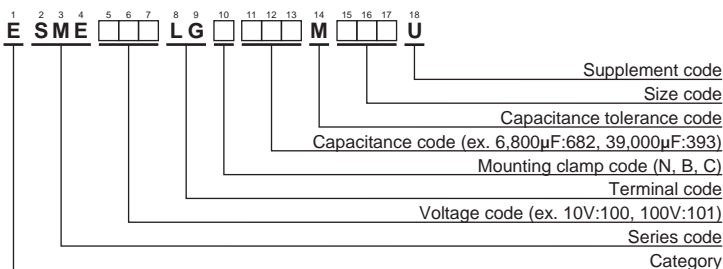 1 2 3 4 5 6 7 8 9 10 11 12 13 14 15 16 17 18
E SME LG M U
Supplement code
Size code
Capacitance tolerance code
Capacitance code (ex. 6,800µF:682, 39,000µF:393)
Mounting clamp code (N, B, C)
Terminal code
Voltage code (ex. 10V:100, 100V:101)
Series code
Category